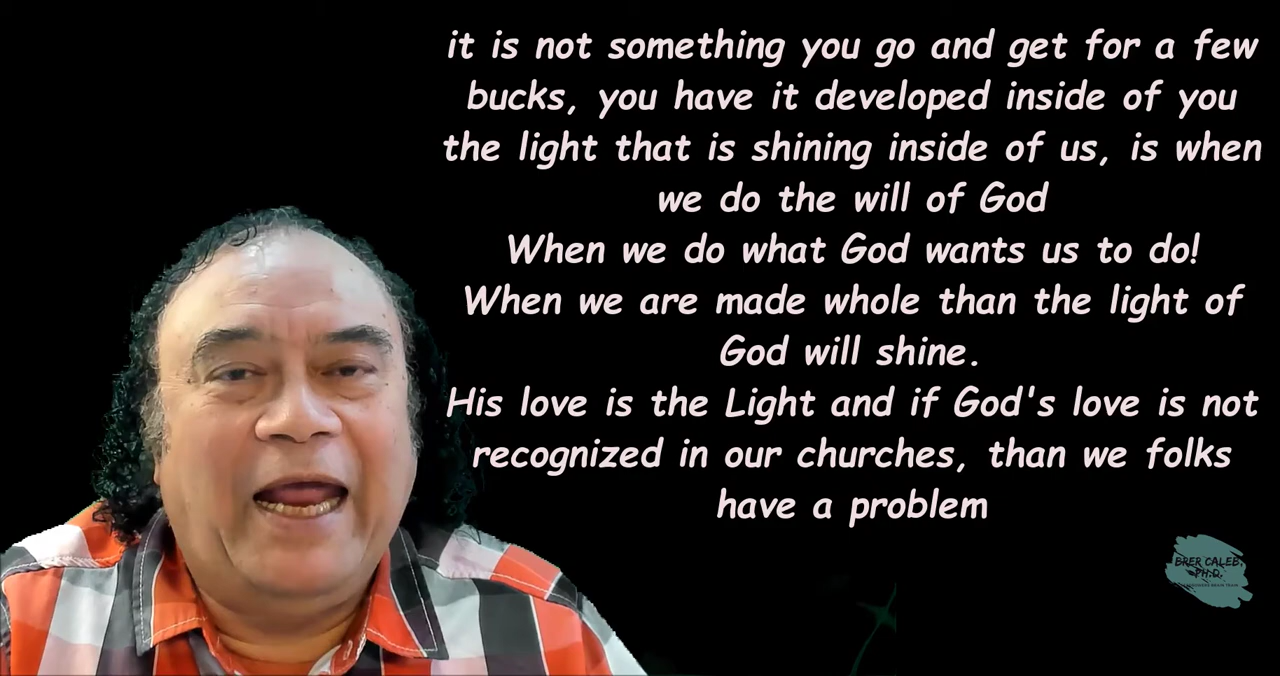 it is not something you go and get for a few
bucks, you have it developed inside of you
the light that is shining inside of us, is when
we do the will of God
When we do what God wants us to do!
When we are made whole than the light of
God will shine.
His love is the Light and if God's love is not
recognized in our churches, than we folks
have a problem
BRER CALEB,
PH.D.